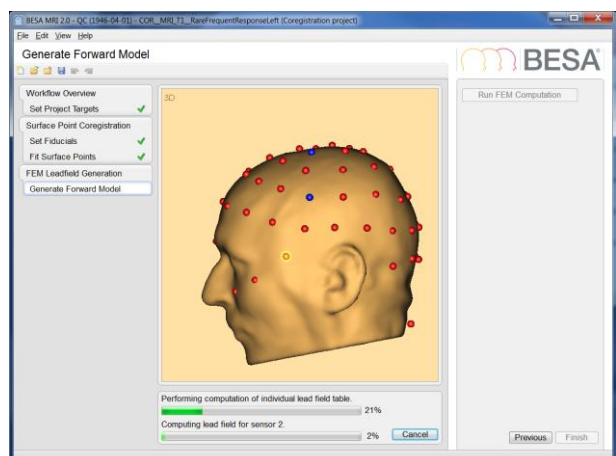 BESA MRI 2.0 - QC (1946-04-01) - COR_MRI_T1_RareFrequentResponseLeft (Coregistration project)
File Edit View Help
Generate Forward Model
BESA®
Workflow Overview
Set Project Targets
Surface Point Coregistration
Set Fiducials
Fit Surface Points
FEM Leadfield Generation
Generate Forward Model
3D
Run FEM Computation
Performing computation of individual lead field table.
21%
Computing lead field for sensor 2.
2% Cancel
Previous Finish